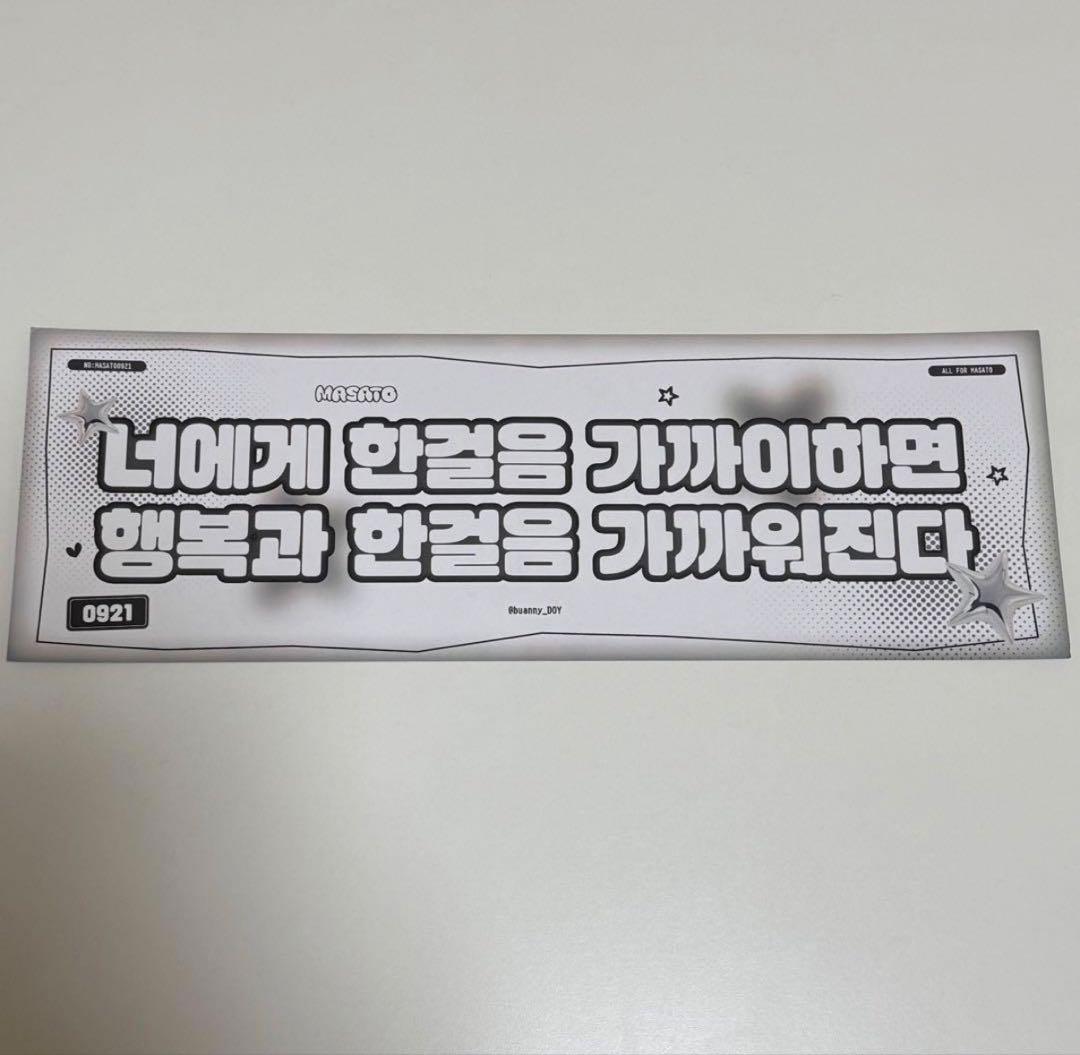 NO:MASATO0921
ALL FOR MASATO
MASATO
너에게 한걸음 가까이하면
행복과 한걸음 가까워진다
0921
@buanny_DOY